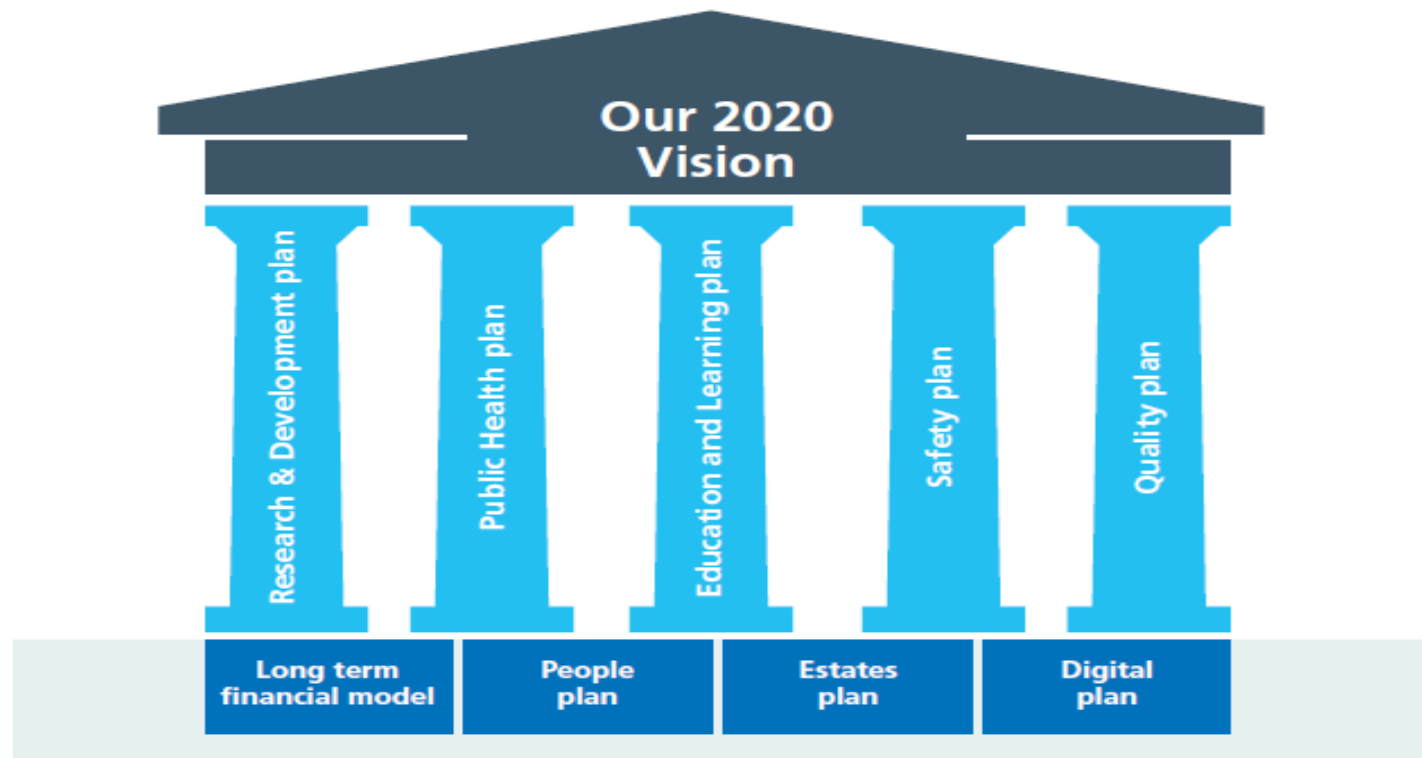 Our 2020
Vision
Research & Development plan
Public Health plan
Education and Learning plan
Safety plan
Quality plan
Long term
financial model
People
plan
Estates
plan
Digital
plan